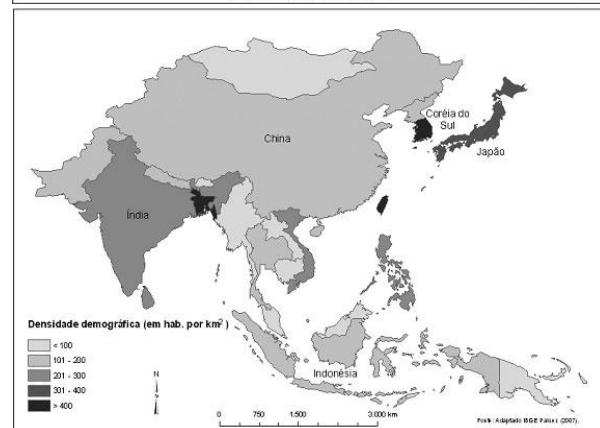 China
Coréia do
Sul
Japão
Índia
Indonésia
Densidade demográfica (em hab. por km²)
< 100
101 - 200
201 - 300
301 - 400
> 400
N
0 750 1.500 3.000 km
Fonte: Adaptado IBGE Países (2007).